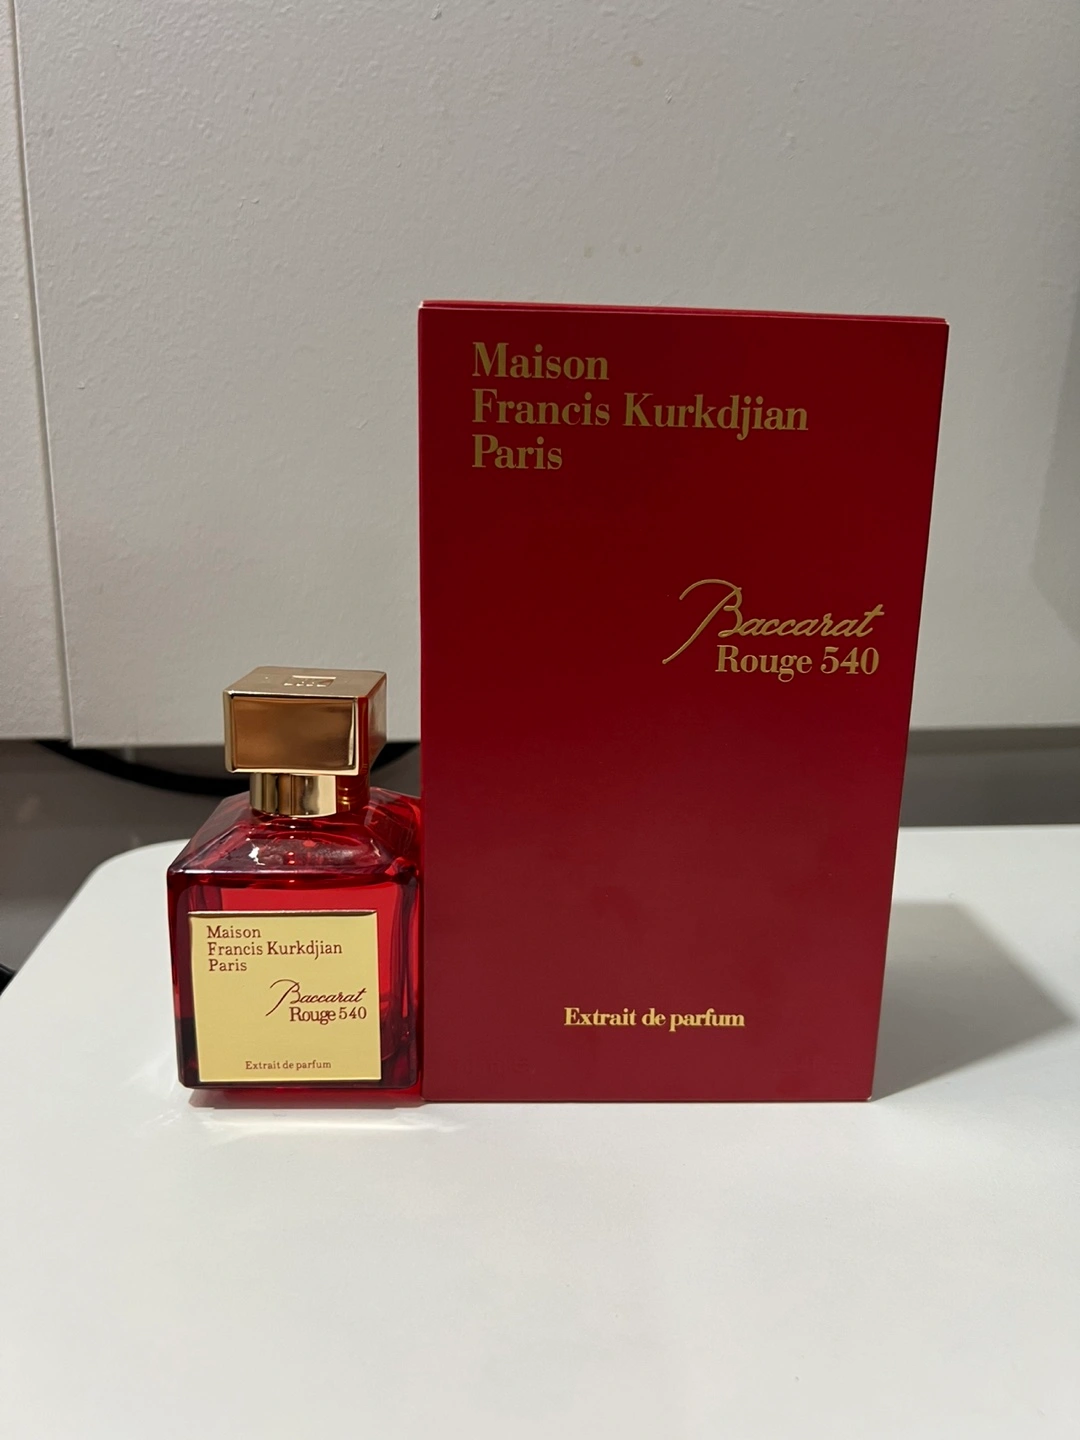 Maison
Francis Kurkdjian
Paris
Baccarat
Rouge 540
Extrait de parfum
Maison
Francis Kurkdjian
Paris
Baccarat
Rouge 540
Extrait de parfum